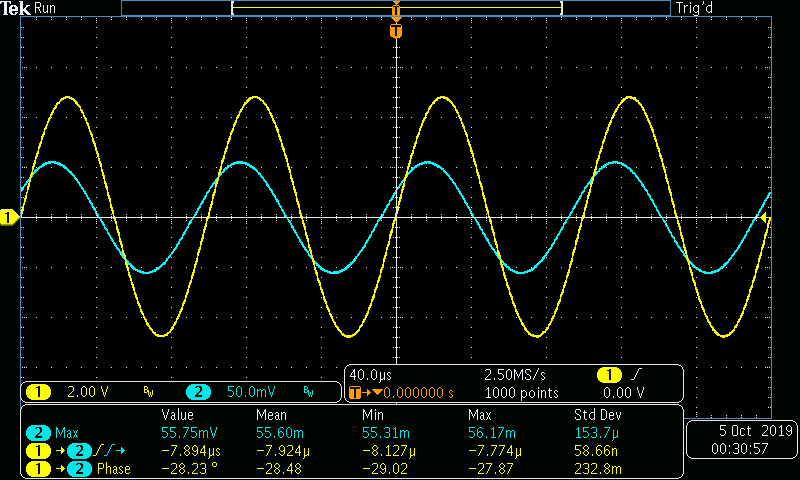 Tek Run Trig'd
T
T
1
1 2.00 V BW 2 50.0mV BW
40.0µs 2.50MS/s 1 /
T→▼0.000000 s 1000 points 0.00 V
Value Mean Min Max Std Dev
2 Max 55.75mV 55.60m 55.31m 56.17m 153.7µ
1 → 2 −7.894µs −7.924µ −8.127µ −7.774µ 58.66n
1 → 2 Phase −28.23 ° −28.48 −29.02 −27.87 232.8m
5 Oct 2019
00:30:57